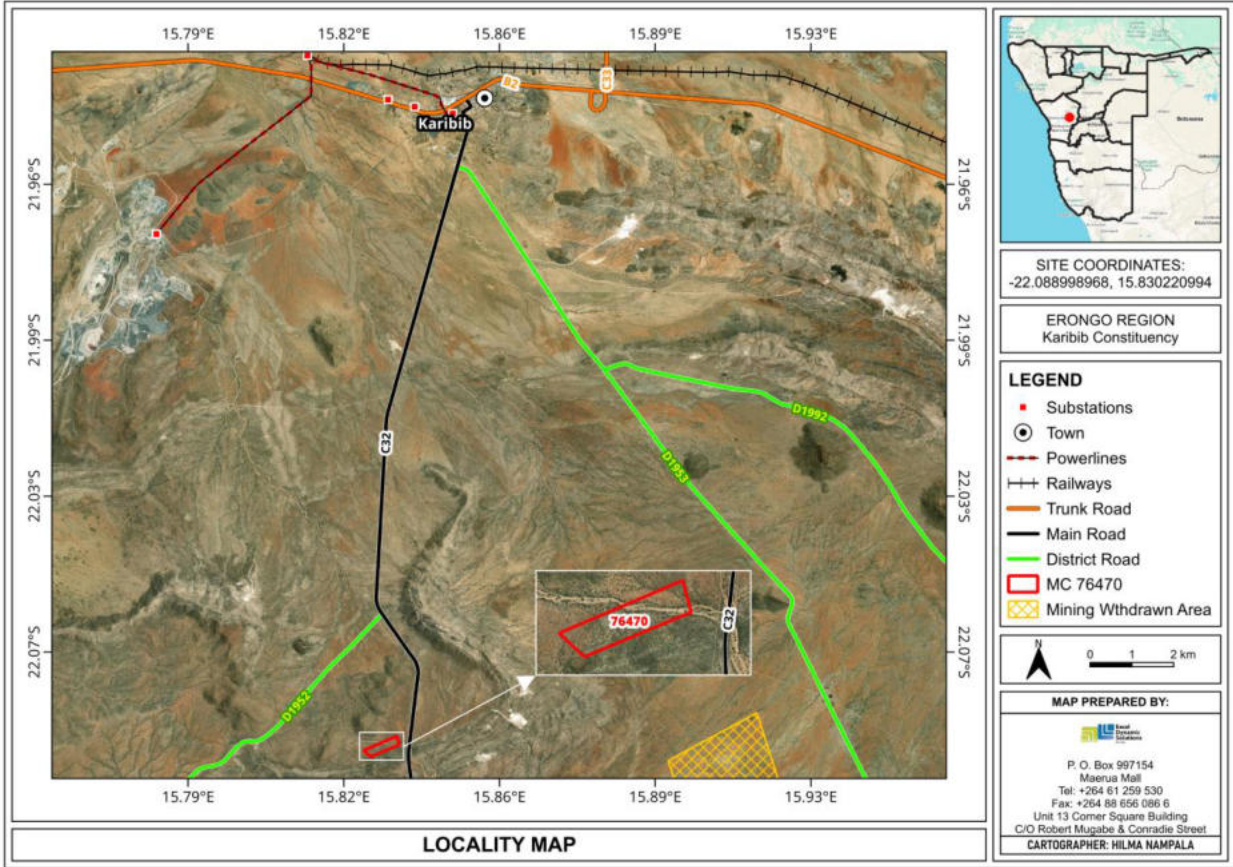 15.79°E
15.82°E
15.86°E
15.89°E
15.93°E
B2
C33
Karibib
21.96°S
21.96°S
21.99°S
21.99°S
C32
D1992
D1953
22.03°S
22.03°S
76470
C32
22.07°S
22.07°S
D1952
15.79°E
15.82°E
15.86°E
15.89°E
15.93°E
LOCALITY MAP
Botswana
SITE COORDINATES:
-22.088998968, 15.830220994
ERONGO REGION
Karibib Constituency
LEGEND
Substations
Town
Powerlines
Railways
Trunk Road
Main Road
District Road
MC 76470
Mining Wthdrawn Area
N
0 1 2 km
MAP PREPARED BY:
Excel
Dynamic
Solutions
P. O. Box 997154
Maerua Mall
Tel: +264 61 259 530
Fax: +264 88 656 086 6
Unit 13 Corner Square Building
C/O Robert Mugabe & Conradie Street
CARTOGRAPHER: HILMA NAMPALA